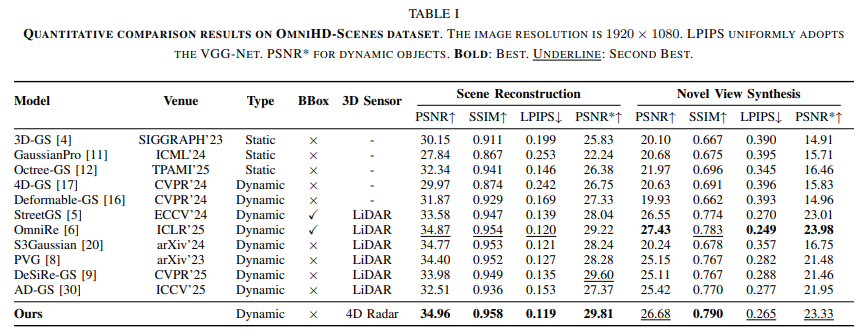 TABLE I
QUANTITATIVE COMPARISON RESULTS ON OMNIHD-SCENES DATASET. THE IMAGE RESOLUTION IS 1920 × 1080. LPIPS UNIFORMLY ADOPTS
THE VGG-NET. PSNR* FOR DYNAMIC OBJECTS. BOLD: BEST. UNDERLINE: SECOND BEST.
Model Venue Type BBox 3D Sensor Scene Reconstruction Novel View Synthesis
PSNR↑ SSIM↑ LPIPS↓ PSNR*↑ PSNR↑ SSIM↑ LPIPS↓ PSNR*↑
3D-GS [4] SIGGRAPH'23 Static × - 30.15 0.911 0.199 25.83 20.10 0.667 0.390 14.91
GaussianPro [11] ICML'24 Static × - 27.84 0.867 0.253 22.24 20.68 0.675 0.395 15.71
Octree-GS [12] TPAMI'25 Static × - 32.34 0.941 0.146 26.38 21.97 0.696 0.345 16.46
4D-GS [17] CVPR'24 Dynamic × - 29.97 0.874 0.242 26.75 20.63 0.691 0.396 15.83
Deformable-GS [16] CVPR'24 Dynamic × - 31.87 0.929 0.169 27.33 19.93 0.662 0.393 14.96
StreetGS [5] ECCV'24 Dynamic ✓ LiDAR 33.58 0.947 0.139 28.04 26.55 0.774 0.270 23.01
OmniRe [6] ICLR'25 Dynamic ✓ LiDAR 34.87 0.954 0.120 29.22 27.43 0.783 0.249 23.98
S3Gaussian [20] arXiv'24 Dynamic × LiDAR 34.77 0.953 0.121 28.24 20.24 0.678 0.357 16.75
PVG [8] arXiv'23 Dynamic × LiDAR 34.40 0.952 0.127 28.28 25.15 0.767 0.282 21.48
DeSiRe-GS [9] CVPR'25 Dynamic × LiDAR 33.98 0.949 0.135 29.60 25.11 0.767 0.288 21.46
AD-GS [30] ICCV'25 Dynamic × LiDAR 32.51 0.936 0.153 27.37 25.42 0.770 0.277 21.95
Ours Dynamic × 4D Radar 34.96 0.958 0.119 29.81 26.68 0.790 0.265 23.33